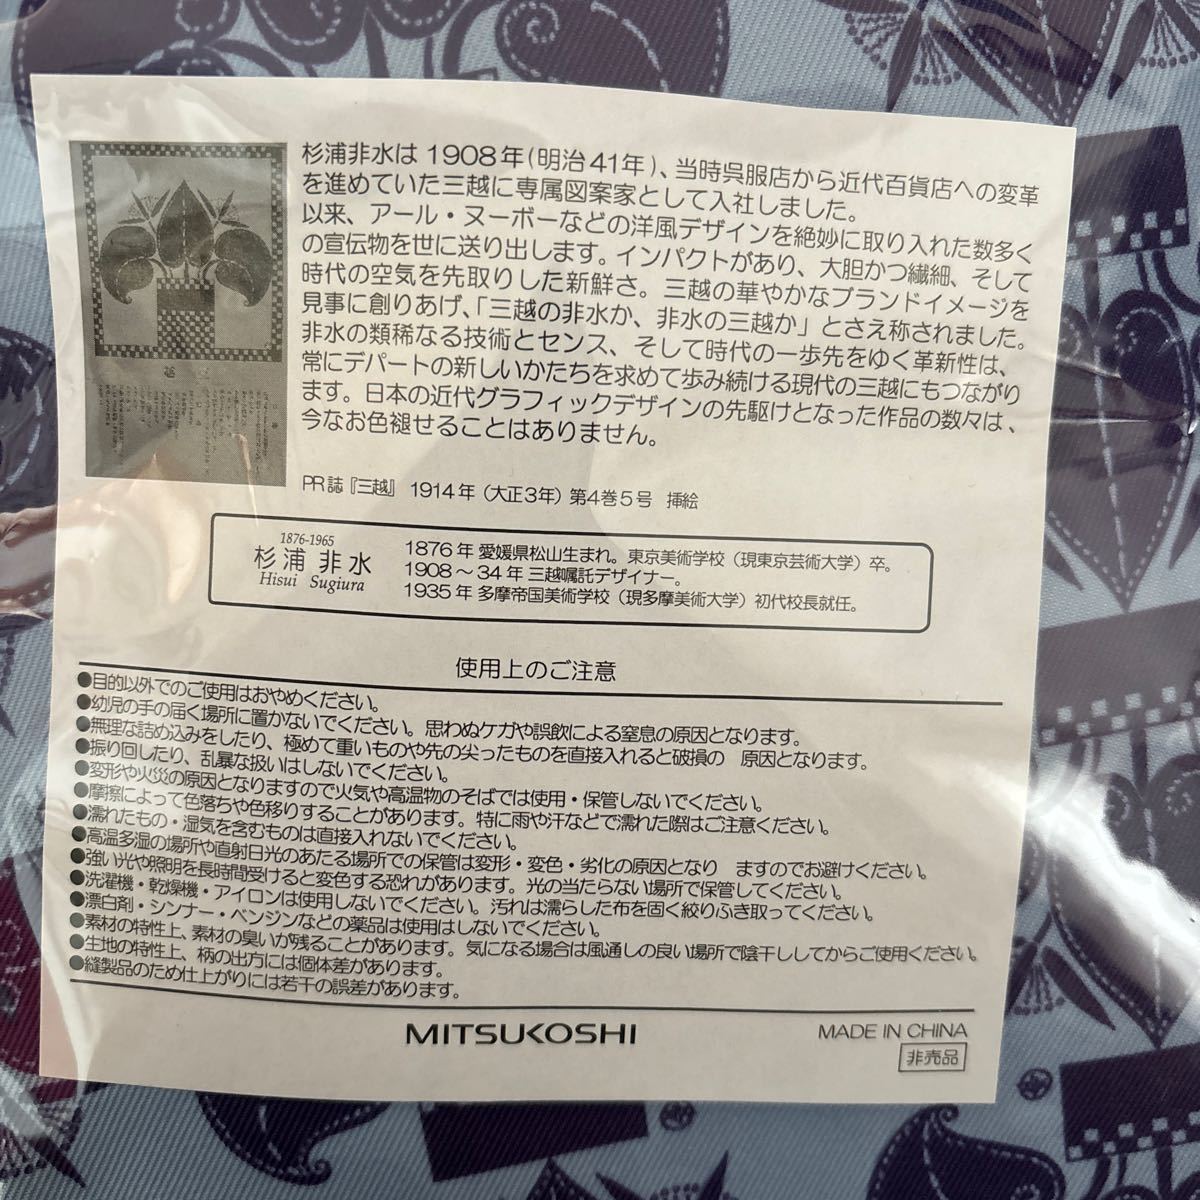 杉浦非水は1908年(明治41年)、当時呉服店から近代百貨店への変革
を進めていた三越に専属図案家として入社しました。
以来、アール・ヌーボーなどの洋風デザインを絶妙に取り入れた数多く
の宣伝物を世に送り出します。インパクトがあり、大胆かつ繊細、そして
時代の空気を先取りした新鮮さ。三越の華やかなブランドイメージを
見事に創りあげ、「三越の非水か、非水の三越か」とさえ称されました。
非水の類稀なる技術とセンス、そして時代の一歩先をゆく革新性は、
常にデパートの新しいかたちを求めて歩み続ける現代の三越にもつながり
ます。日本の近代グラフィックデザインの先駆けとなった作品の数々は、
今なお色褪せることはありません。
PR誌『三越』 1914年（大正3年）第4巻5号 挿絵
1876-1965
杉浦 非水
Hisui Sugiura
1876年 愛媛県松山生まれ。東京美術学校（現東京芸術大学）卒。
1908～34年 三越嘱託デザイナー。
1935年 多摩帝国美術学校（現多摩美術大学）初代校長就任。
使用上のご注意
●目的以外でのご使用はおやめください。
●幼児の手の届く場所に置かないでください。思わぬケガや誤飲による窒息の原因となります。
●無理な詰め込みをしたり、極めて重いものや先の尖ったものを直接入れると破損の 原因となります。
●振り回したり、乱暴な扱いはしないでください。
●変形や火災の原因となりますので火気や高温物のそばでは使用・保管しないでください。
●摩擦によって色落ちや色移りすることがあります。特に雨や汗などで濡れた際はご注意ください。
●濡れたもの・湿気を含むものは直接入れないでください。
●高温多湿の場所や直射日光のあたる場所での保管は変形・変色・劣化の原因となり ますのでお避けください。
●強い光や照明を長時間受けると変色する恐れがあります。光の当たらない場所で保管してください。
●洗濯機・乾燥機・アイロンは使用しないでください。汚れは濡らした布を固く絞りふき取ってください。
●漂白剤・シンナー・ベンジンなどの薬品は使用はしないでください。
●素材の特性上、素材の臭いが残ることがあります。気になる場合は風通しの良い場所で陰干ししてからご使用ください。
●生地の特性上、柄の出方には個体差があります。
●縫製品のため仕上がりには若干の誤差があります。
MITSUKOSHI
MADE IN CHINA
非売品